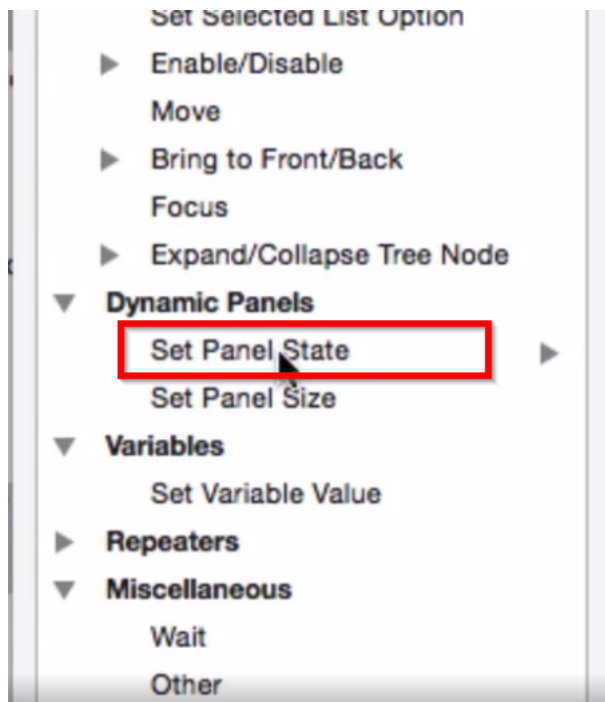 Set Selected List Option
Enable/Disable
Move
Bring to Front/Back
Focus
Expand/Collapse Tree Node
Dynamic Panels
Set Panel State
Set Panel Size
Variables
Set Variable Value
Repeaters
Miscellaneous
Wait
Other